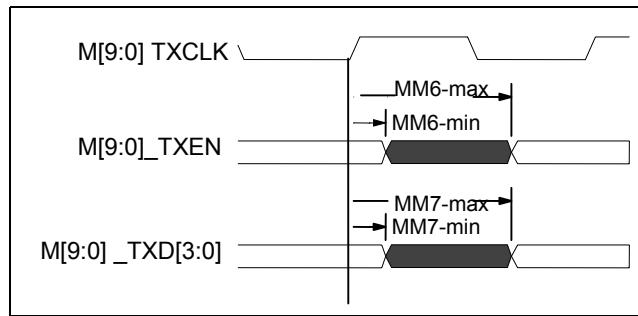 M[9:0] TXCLK
MM6-max
MM6-min
M[9:0]_TXEN
MM7-max
MM7-min
M[9:0] _TXD[3:0]